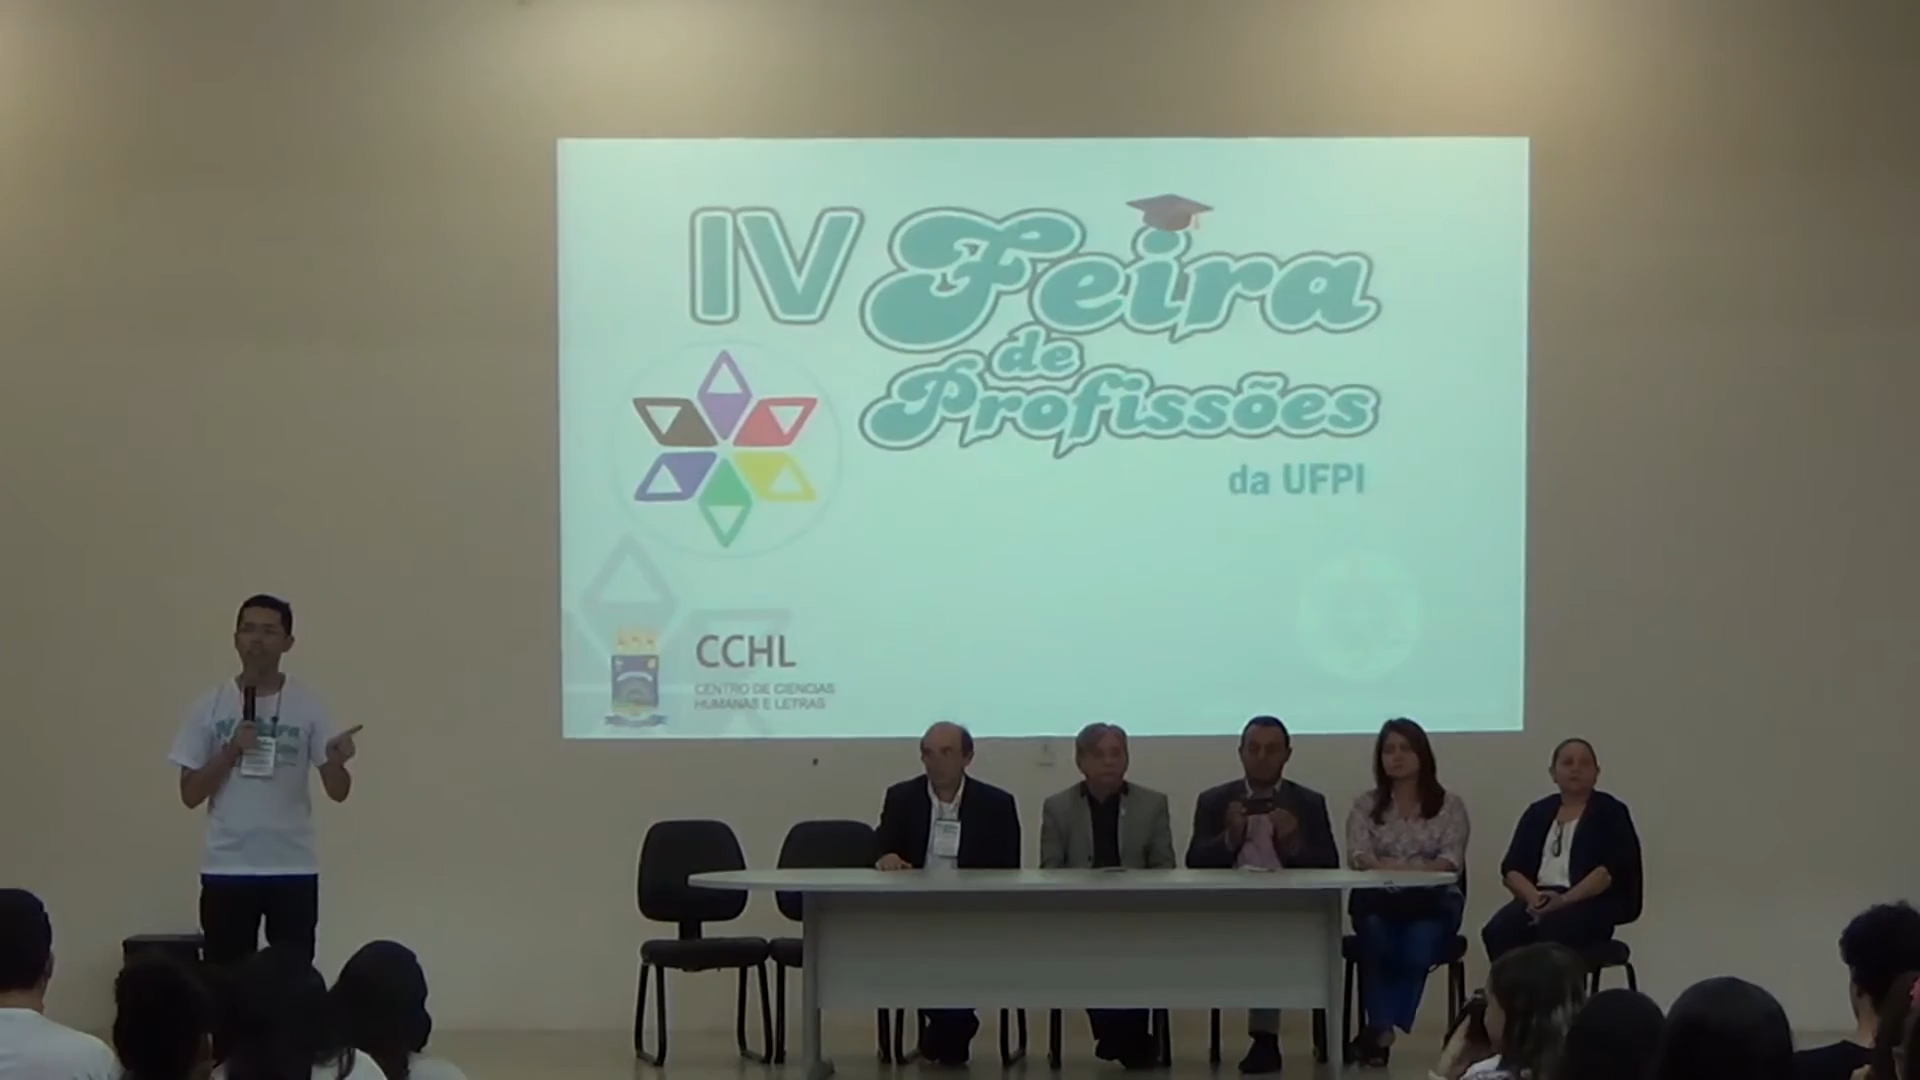 IV Feira
de
Profissões
da UFPI
CCHL
CENTRO DE CIENCIAS
HUMANAS E LETRAS